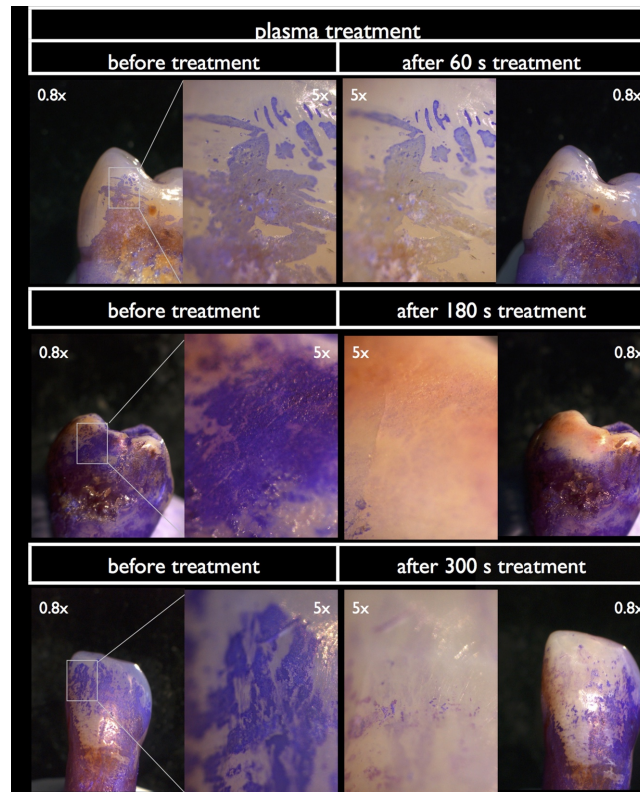 plasma treatment
before treatment after 60 s treatment
0.8x 5x 5x 0.8x
before treatment after 180 s treatment
0.8x 5x 5x 0.8x
before treatment after 300 s treatment
0.8x 5x 5x 0.8x